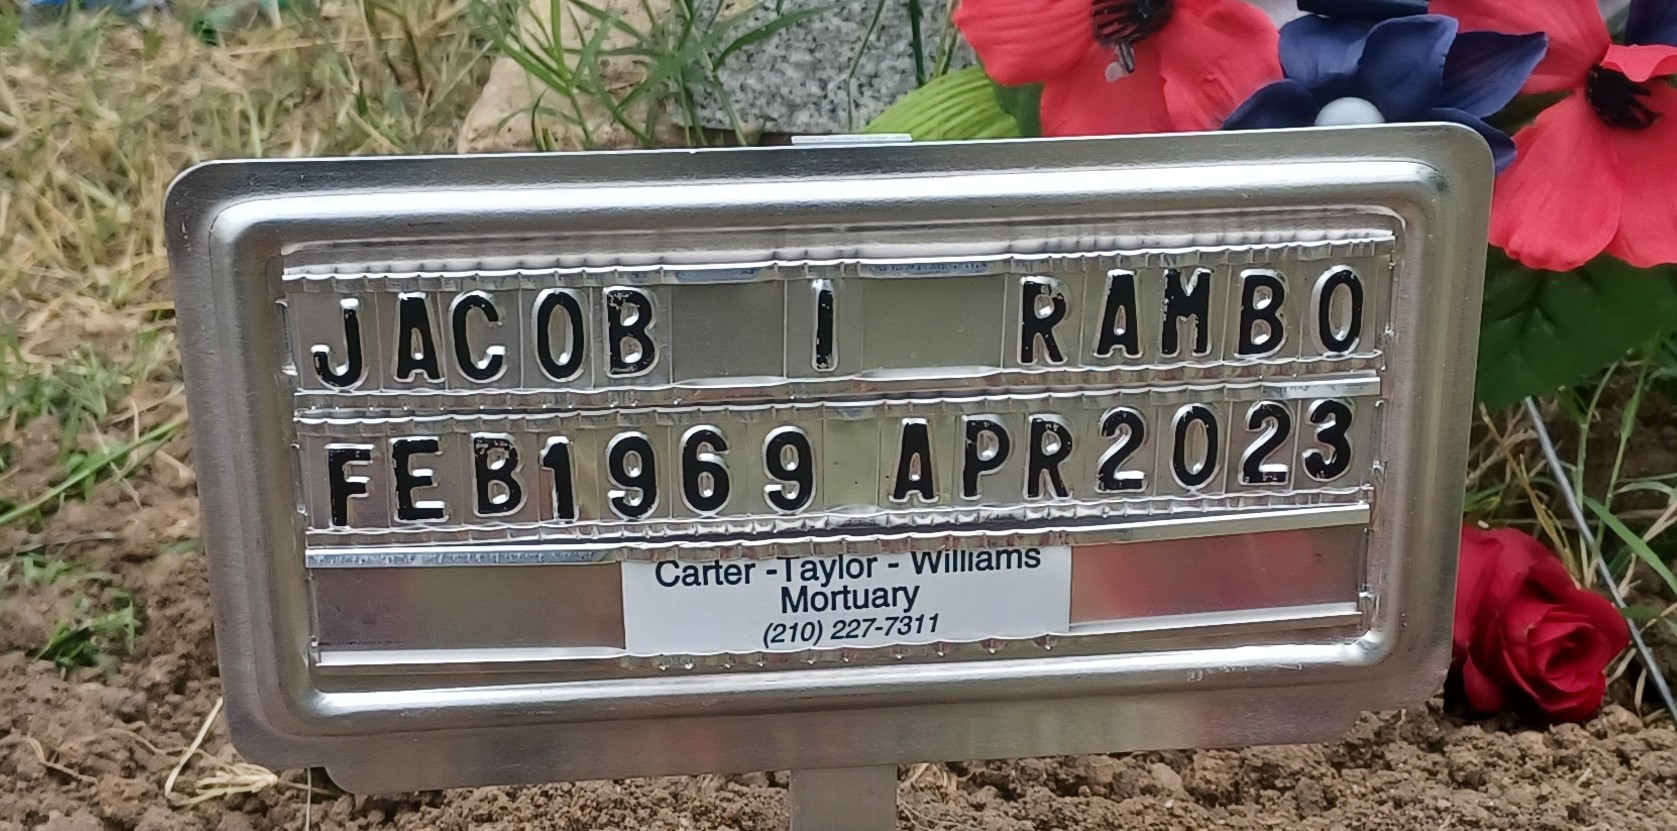 JACOB I RAMBO
FEB1969 APR2023
Carter -Taylor - Williams
Mortuary
(210) 227-7311